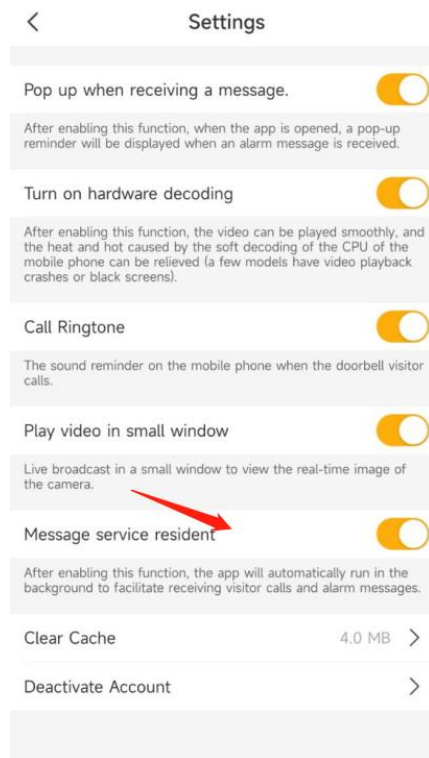 Settings
Pop up when receiving a message.
After enabling this function, when the app is opened, a pop-up
reminder will be displayed when an alarm message is received.
Turn on hardware decoding
After enabling this function, the video can be played smoothly, and
the heat and hot caused by the soft decoding of the CPU of the
mobile phone can be relieved (a few models have video playback
crashes or black screens).
Call Ringtone
The sound reminder on the mobile phone when the doorbell visitor
calls.
Play video in small window
Live broadcast in a small window to view the real-time image of
the camera.
Message service resident
After enabling this function, the app will automatically run in the
background to facilitate receiving visitor calls and alarm messages.
Clear Cache 4.0 MB
Deactivate Account